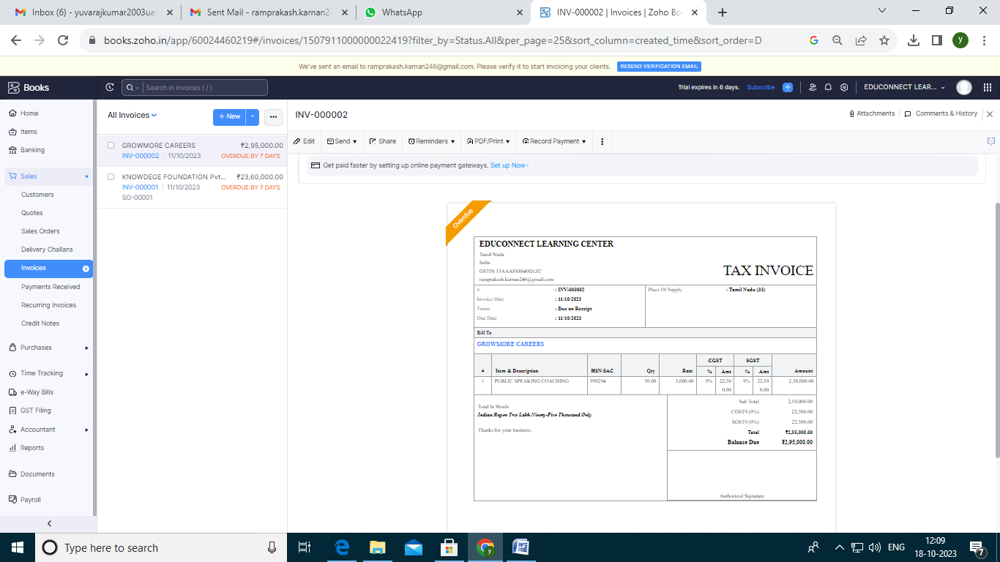 Inbox (6) - yuvarajkumar2003ua
Sent Mail - ramprakash.karnan2
WhatsApp
INV-000002 | Invoices | Zoho Bo
books.zoho.in/app/60024460219#/invoices/1507911000000022419?filter_by=Status.All&per_page=25&sort_column=created_time&sort_order=D
y
We've sent an email to ramprakash.karnan246@gmail.com. Please verify it to start invoicing your clients. RESEND VERIFICATION EMAIL
Books
Search in Invoices ( / )
Trial expires in 6 days. Subscribe
EDUCONNECT LEAR...
Home
Items
Banking
Sales
Customers
Quotes
Sales Orders
Delivery Challans
Invoices
Payments Received
Recurring Invoices
Credit Notes
Purchases
Time Tracking
e-Way Bills
GST Filing
Accountant
Reports
Documents
Payroll
All Invoices
+ New
GROWMORE CAREERS ₹2,95,000.00
INV-000002 | 11/10/2023 OVERDUE BY 7 DAYS
KNOWDEGE FOUNDATION Pvt... ₹23,60,000.00
INV-000001 | 11/10/2023 OVERDUE BY 7 DAYS
SO-00001
INV-000002
Attachments
Comments & History
Edit
Send
Share
Reminders
PDF/Print
Record Payment
Get paid faster by setting up online payment gateways. Set up Now
Overdue
EDUCONNECT LEARNING CENTER
Tamil Nadu
India
GSTIN 33AAAFS8849D1ZC
ramprakash.karnan246@gmail.com
TAX INVOICE
# : INV-000002
Invoice Date : 11/10/2023
Terms : Due on Receipt
Due Date : 11/10/2023
Place Of Supply : Tamil Nadu (33)
Bill To
GROWMORE CAREERS
CGST SGST
# Item & Description HSN/SAC Qty Rate % Amt % Amt Amount
1 PUBLIC SPEAKING COACHING 999294 50.00 5,000.00 9% 22,50 9% 22,50 2,50,000.00
0.00 0.00
Total In Words
Indian Rupee Two Lakh Ninety-Five Thousand Only
Thanks for your business.
Sub Total 2,50,000.00
CGST9 (9%) 22,500.00
SGST9 (9%) 22,500.00
Total ₹2,95,000.00
Balance Due ₹2,95,000.00
Authorized Signature
Type here to search
ENG
12:09
18-10-2023
7